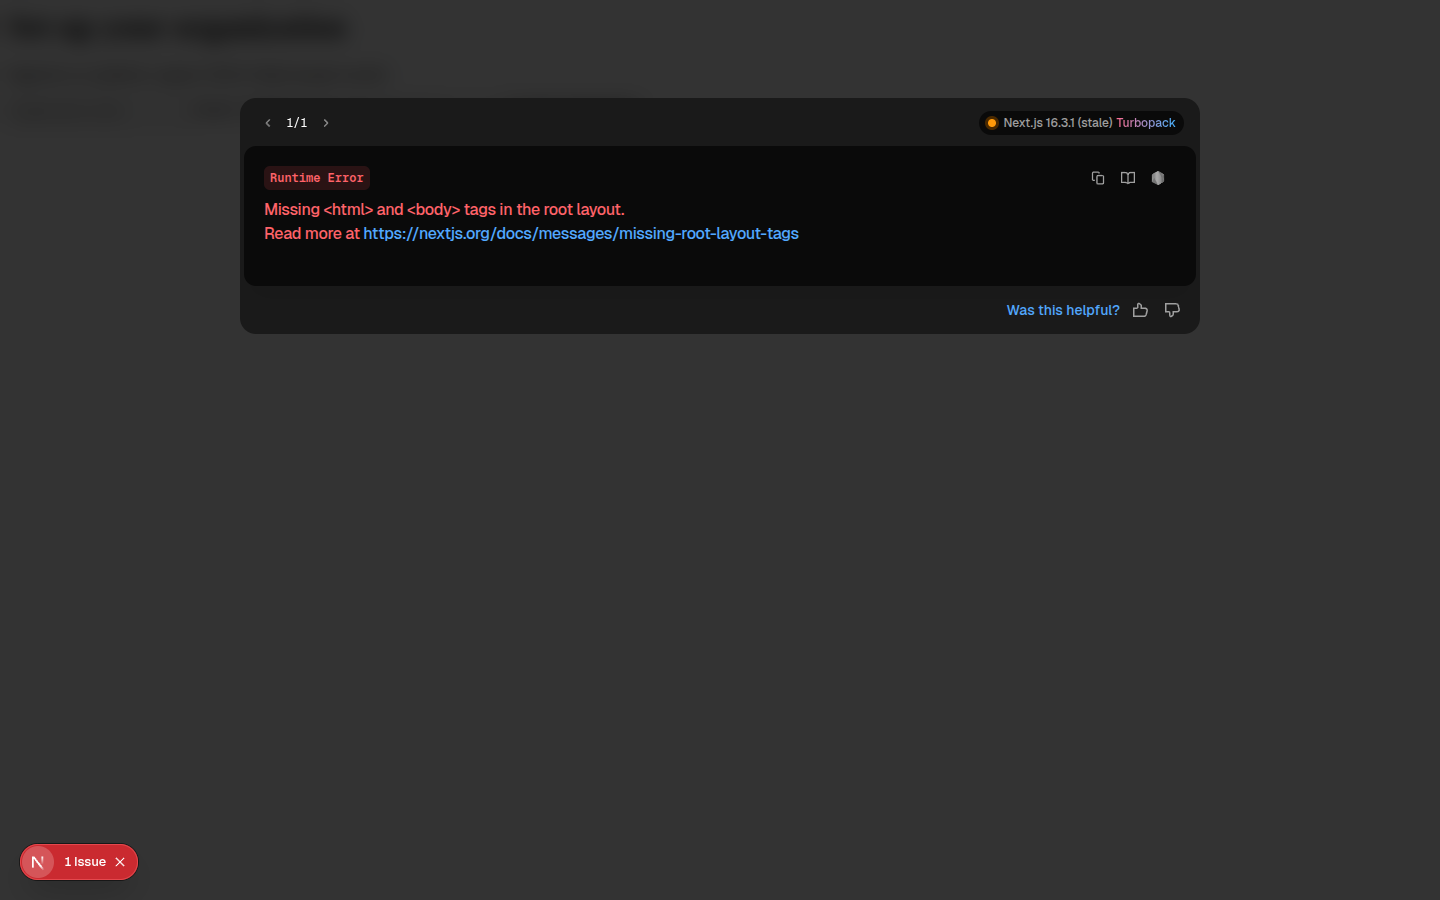 1/1
Next.js 16.3.1 (stale) Turbopack
Runtime Error
Missing <html> and <body> tags in the root layout.
Read more at https://nextjs.org/docs/messages/missing-root-layout-tags
Was this helpful?
1 Issue